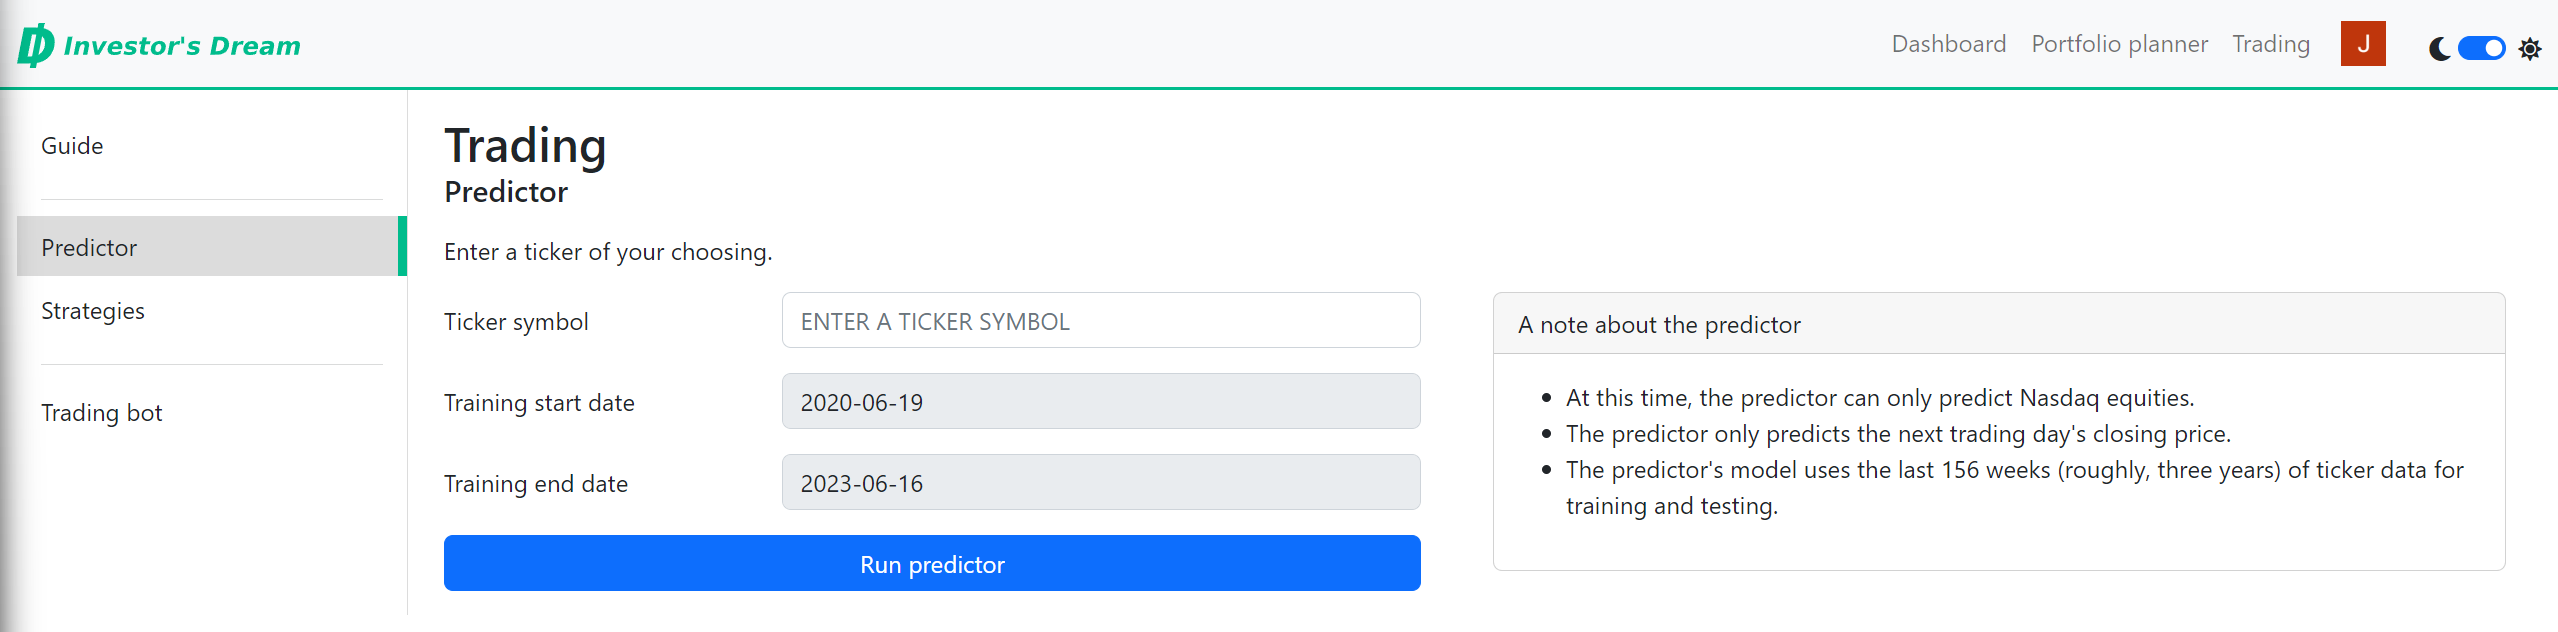 Investor's Dream
Dashboard Portfolio planner Trading J
Guide
Predictor
Strategies
Trading bot
Trading
Predictor
Enter a ticker of your choosing.
Ticker symbol ENTER A TICKER SYMBOL
Training start date 2020-06-19
Training end date 2023-06-16
Run predictor
A note about the predictor
• At this time, the predictor can only predict Nasdaq equities.
• The predictor only predicts the next trading day's closing price.
• The predictor's model uses the last 156 weeks (roughly, three years) of ticker data for
training and testing.